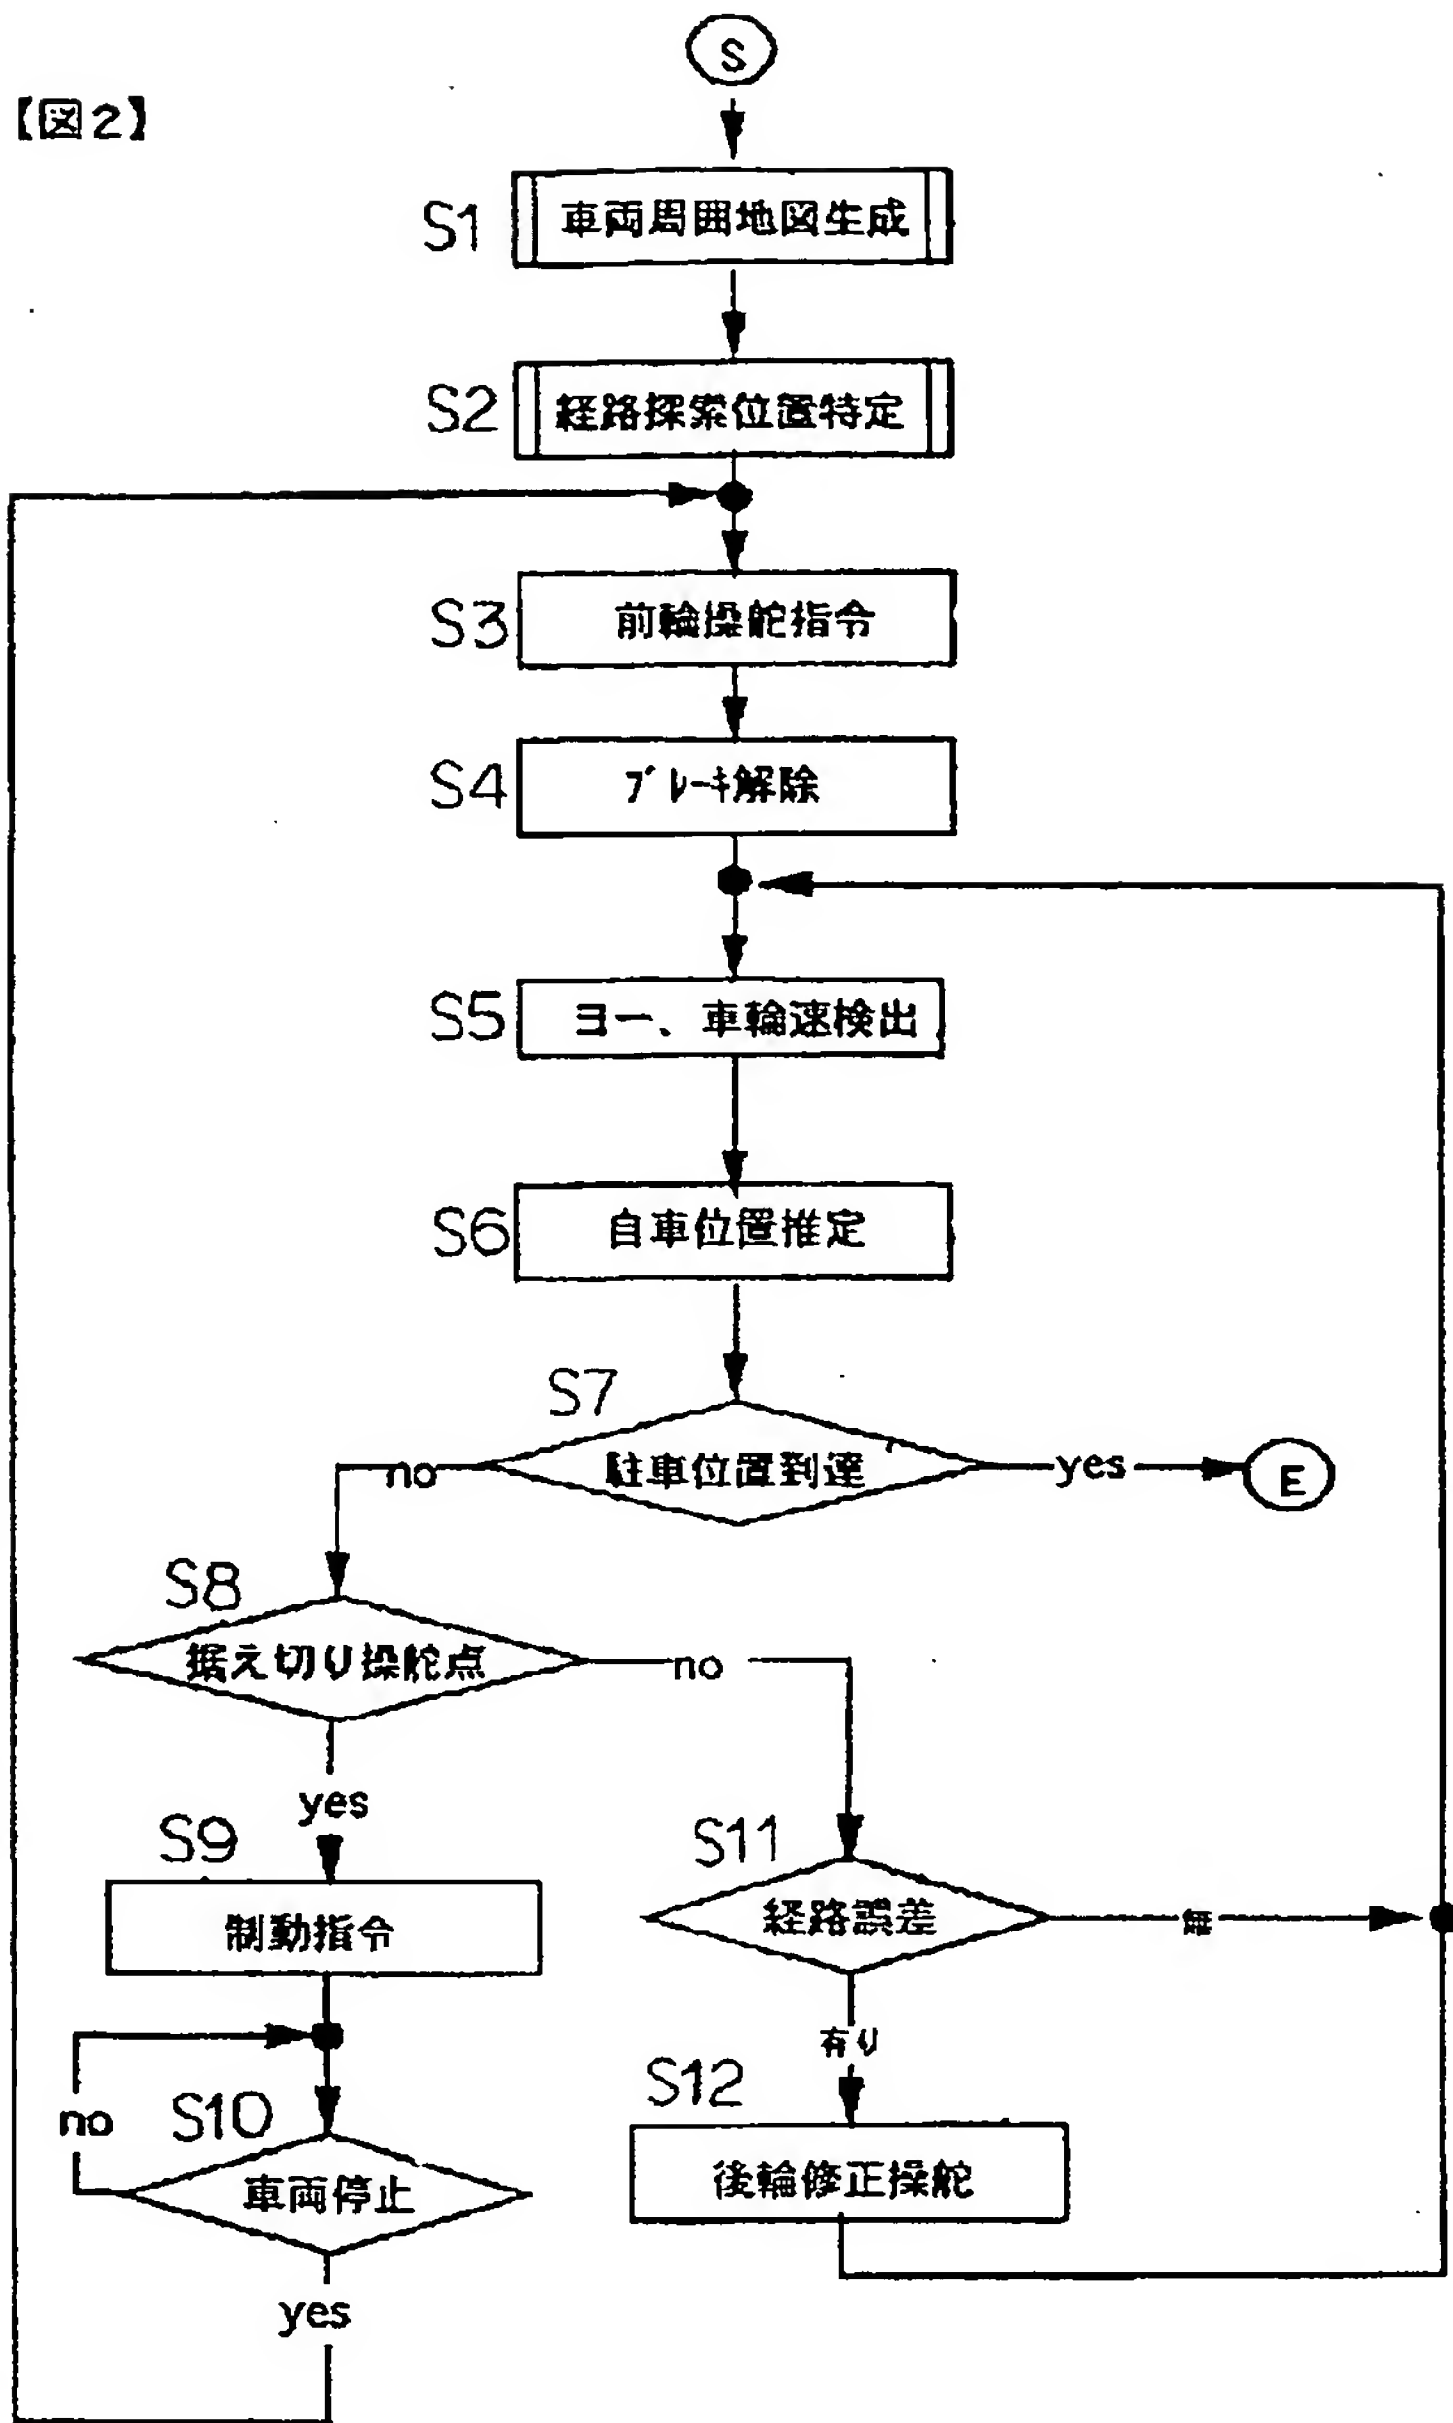 S
【図2】
S1
車両周囲地図生成
S2
経路探索位置特定
S3
前輪操舵指令
S4
ブレーキ解除
S5
ヨー、車輪速検出
S6
自車位置推定
S7
駐車位置到達
no
yes
E
S8
据え切り操舵点
no
yes
S9
制動指令
S11
経路誤差
無
有り
S10
車両停止
no
yes
S12
後輪修正操舵